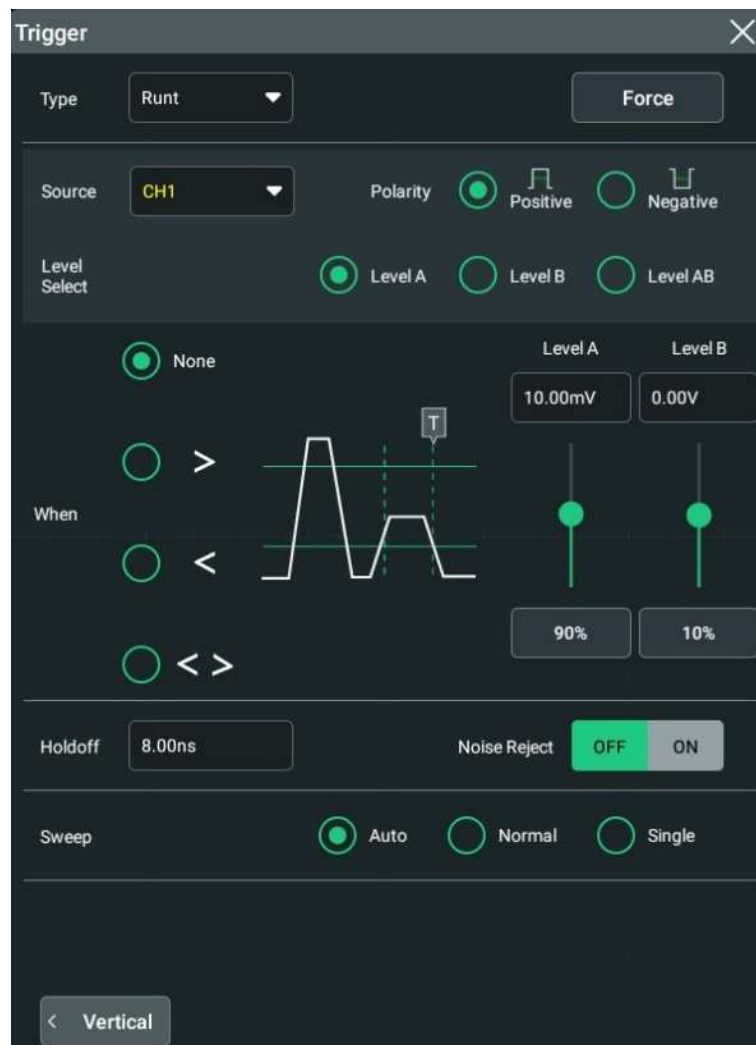 Trigger
Type Runt Force
Source CH1 Polarity Positive Negative
Level
Select Level A Level B Level AB
None Level A Level B
10.00mV 0.00V
T
>
When
<
90% 10%
< >
Holdoff 8.00ns Noise Reject OFF ON
Sweep Auto Normal Single
< Vertical